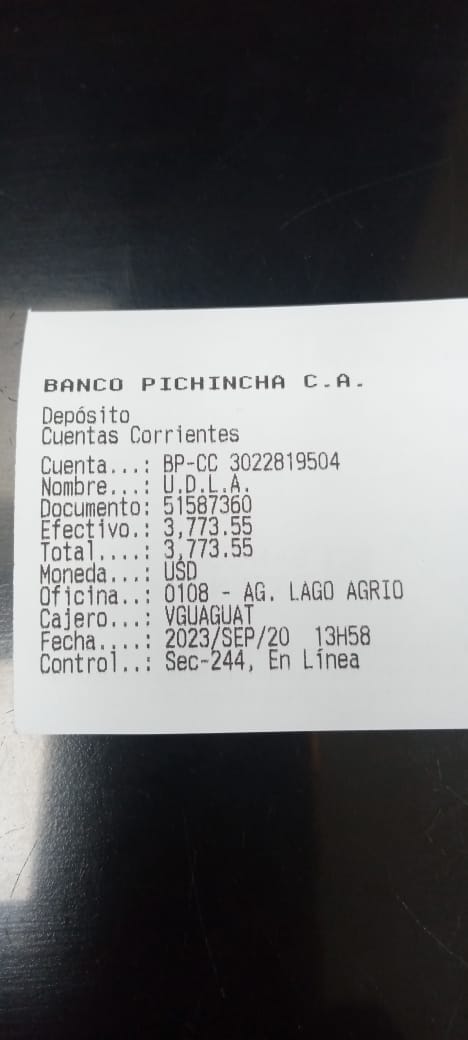 BANCO PICHINCHA C.A.
Depósito
Cuentas Corrientes
Cuenta...: BP-CC 3022819504
Nombre...: U.D.L.A.
Documento: 51587360
Efectivo.: 3,773.55
Total....: 3,773.55
Moneda...: USD
Oficina..: 0108 - AG. LAGO AGRIO
Cajero...: VGUAGUAT
Fecha....: 2023/SEP/20 13H58
Control..: Sec-244, En Línea